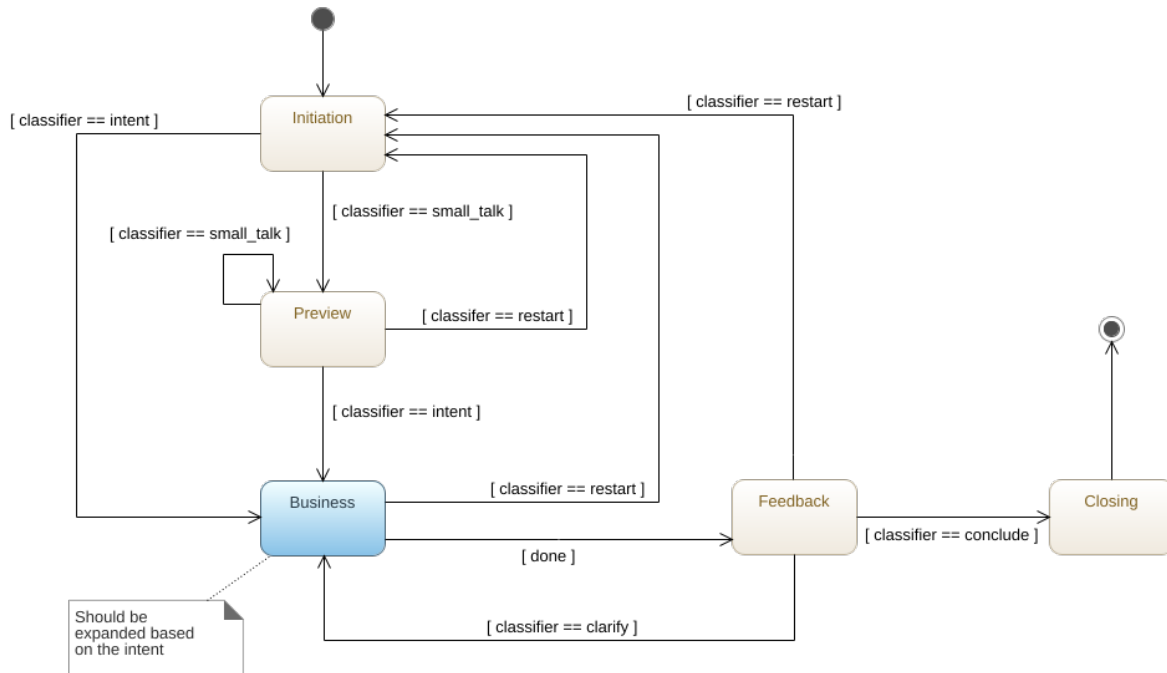 [ classifier == restart ]
[ classifier == intent ]
Initiation
[ classifier == small_talk ]
[ classifier == small_talk ]
Preview
[ classifer == restart ]
[ classifier == intent ]
Business
[ classifier == restart ]
Feedback
Closing
[ classifier == conclude ]
[ done ]
Should be
expanded based
on the intent
[ classifier == clarify ]